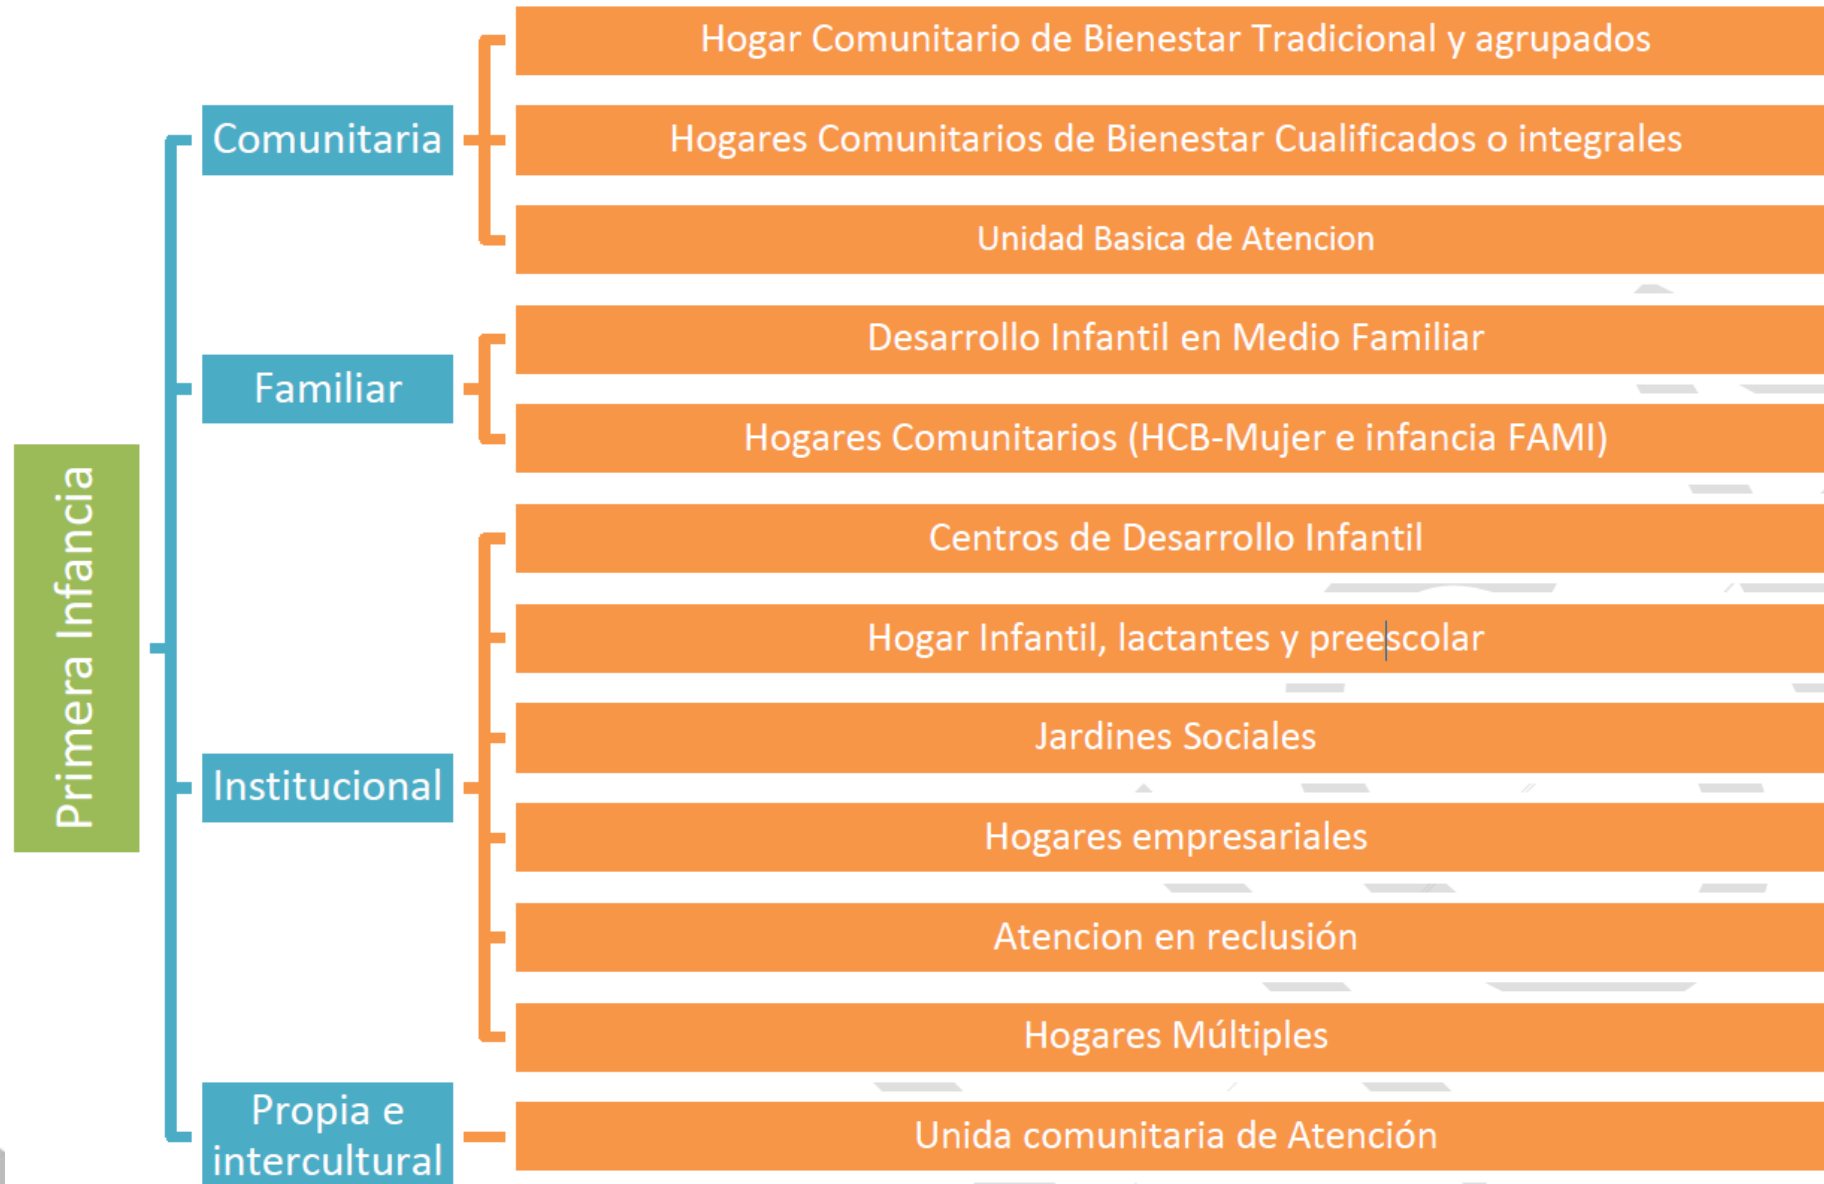 Primera Infancia
Comunitaria
Hogar Comunitario de Bienestar Tradicional y agrupados
Hogares Comunitarios de Bienestar Cualificados o integrales
Unidad Basica de Atencion
Familiar
Desarrollo Infantil en Medio Familiar
Hogares Comunitarios (HCB-Mujer e infancia FAMI)
Institucional
Centros de Desarrollo Infantil
Hogar Infantil, lactantes y preescolar
Jardines Sociales
Hogares empresariales
Atencion en reclusión
Hogares Múltiples
Propia e
intercultural
Unida comunitaria de Atención